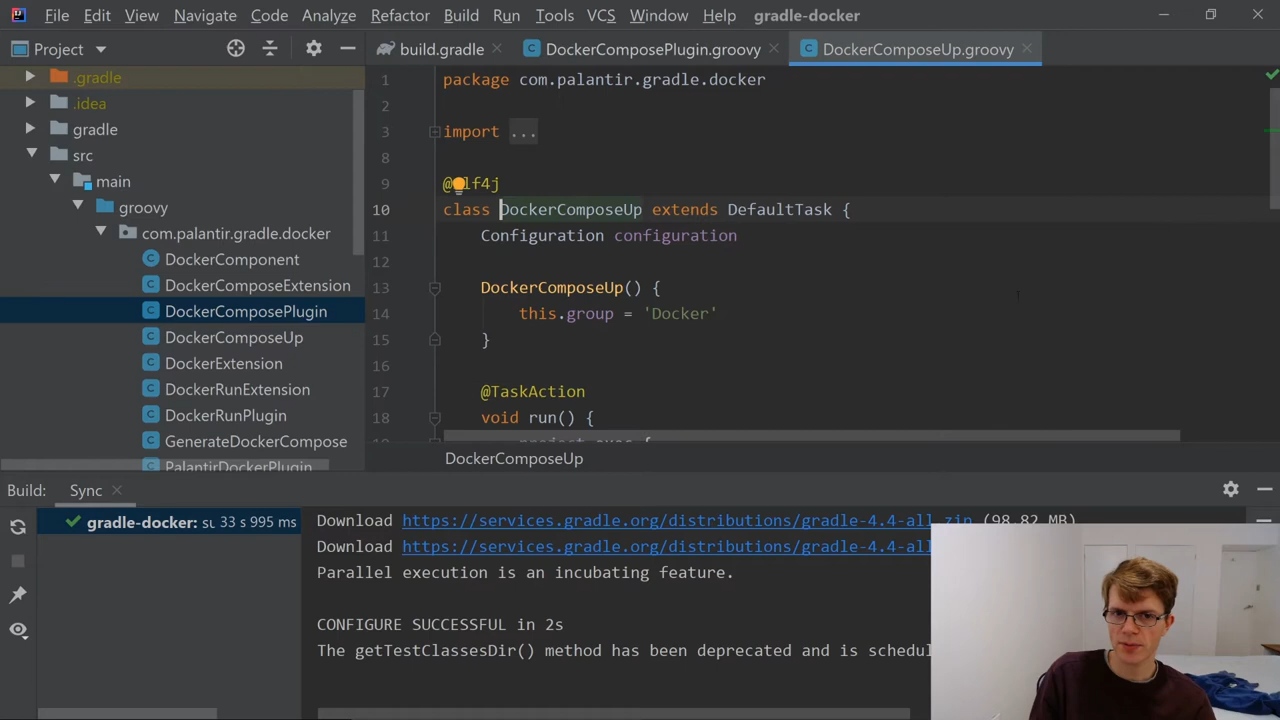 File Edit View Navigate Code Analyze Refactor Build Run Tools VCS Window Help gradle-docker
Project
build.gradle
DockerComposePlugin.groovy
DockerComposeUp.groovy
.gradle
.idea
gradle
src
main
groovy
com.palantir.gradle.docker
DockerComponent
DockerComposeExtension
DockerComposePlugin
DockerComposeUp
DockerExtension
DockerRunExtension
DockerRunPlugin
GenerateDockerCompose
PalantirDockerPlugin
1 package com.palantir.gradle.docker
2
3 import ...
8
9 @Slf4j
10 class DockerComposeUp extends DefaultTask {
11 Configuration configuration
12
13 DockerComposeUp() {
14 this.group = 'Docker'
15 }
16
17 @TaskAction
18 void run() {
19 project.exec {
DockerComposeUp
Build: Sync
gradle-docker: 33 s 995 ms
Download https://services.gradle.org/distributions/gradle-4.4-all.zip (98.82 MB)
Download https://services.gradle.org/distributions/gradle-4.4-all
Parallel execution is an incubating feature.
CONFIGURE SUCCESSFUL in 2s
The getTestClassesDir() method has been deprecated and is schedul